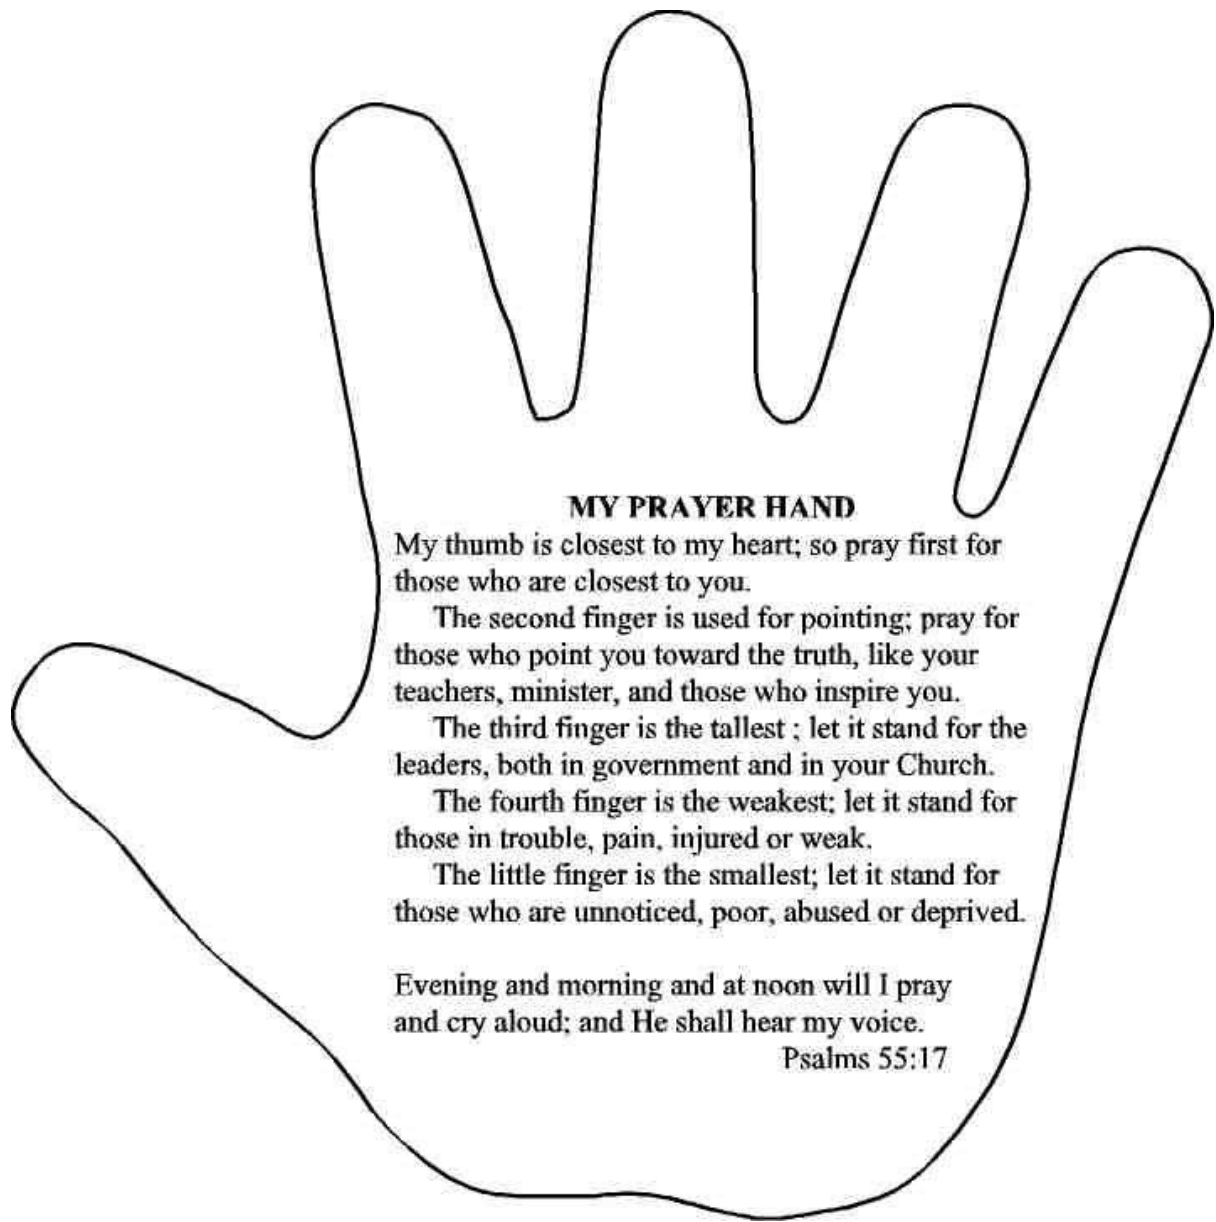 MY PRAYER HAND
My thumb is closest to my heart; so pray first for
those who are closest to you.
The second finger is used for pointing; pray for
those who point you toward the truth, like your
teachers, minister, and those who inspire you.
The third finger is the tallest ; let it stand for the
leaders, both in government and in your Church.
The fourth finger is the weakest; let it stand for
those in trouble, pain, injured or weak.
The little finger is the smallest; let it stand for
those who are unnoticed, poor, abused or deprived.
Evening and morning and at noon will I pray
and cry aloud; and He shall hear my voice.
Psalms 55:17